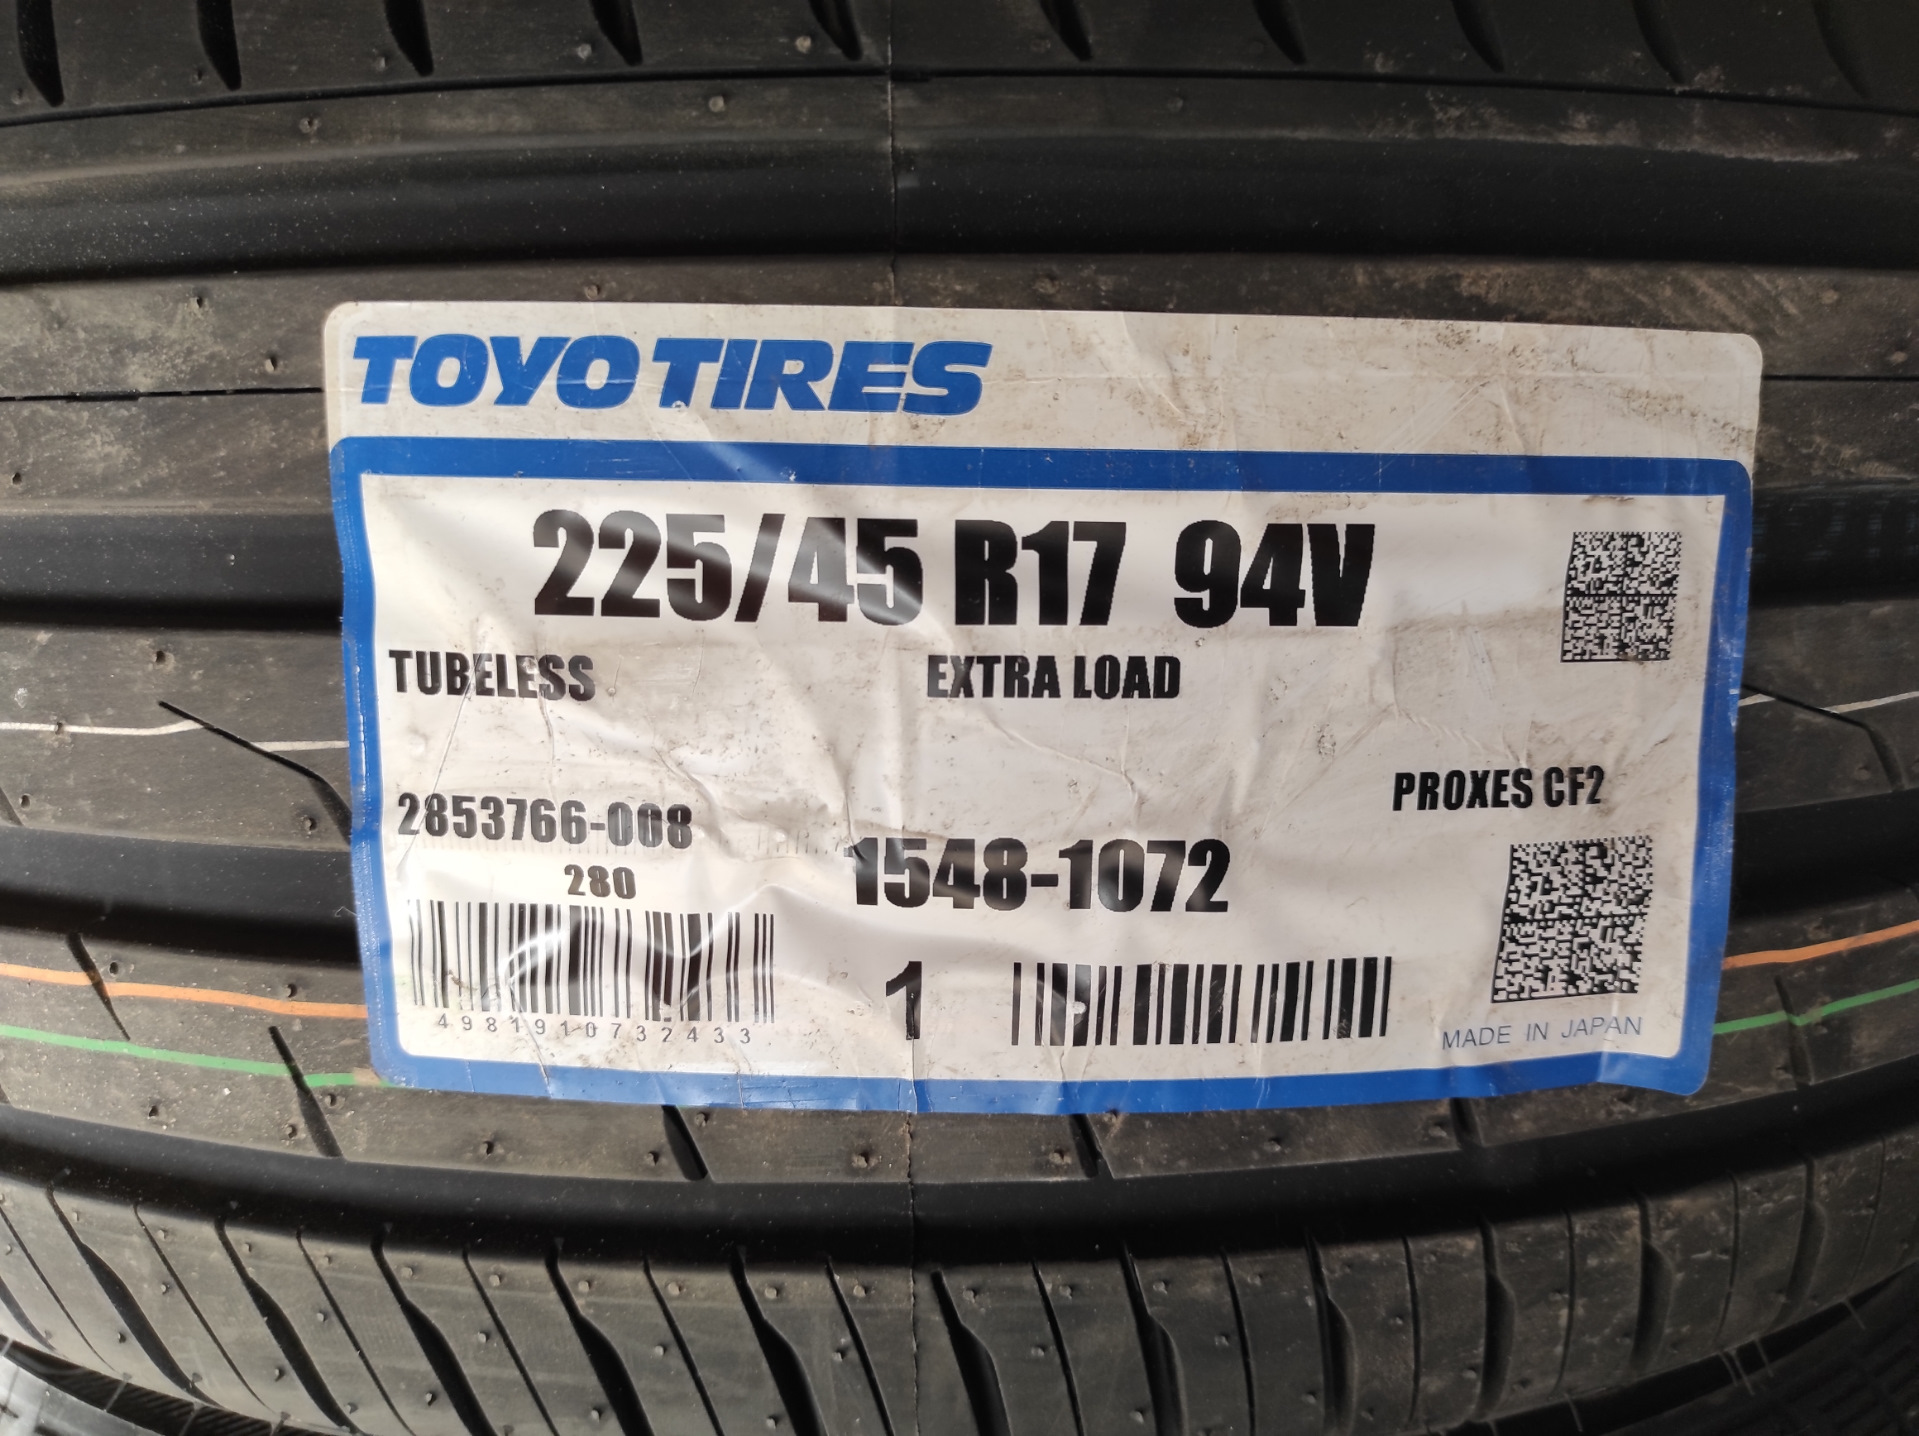 TOYO TIRES
225/45 R17 94V
TUBELESS EXTRA LOAD
PROXES CF2
2853766-008
280
1548-1072
4981910732433
1
MADE IN JAPAN